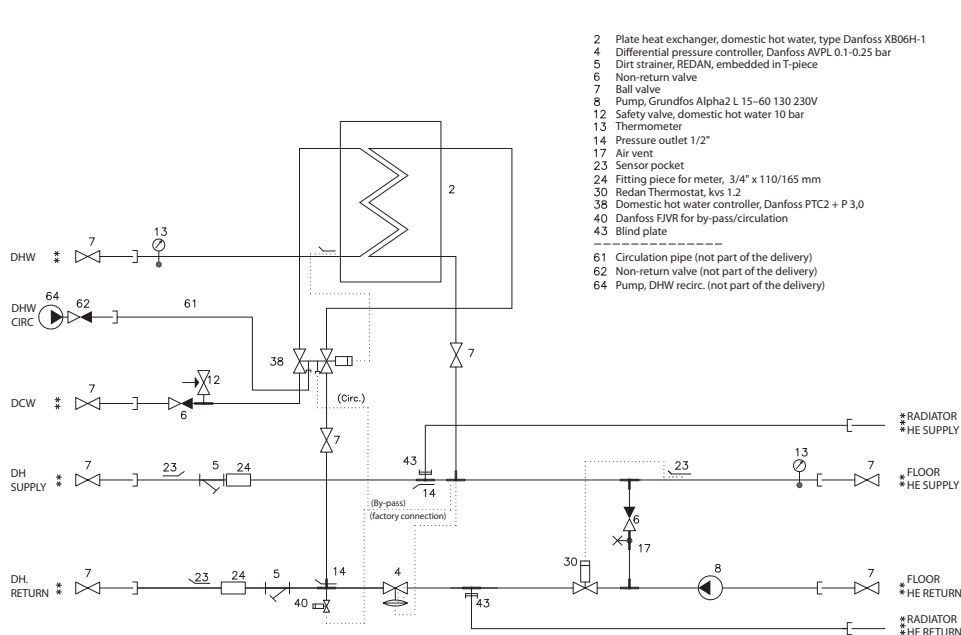 2 Plate heat exchanger, domestic hot water, type Danfoss XB06H-1
4 Differential pressure controller, Danfoss AVPL 0.1-0.25 bar
5 Dirt strainer, REDAN, embedded in T-piece
6 Non-return valve
7 Ball valve
8 Pump, Grundfos Alpha2 L 15–60 130 230V
12 Safety valve, domestic hot water 10 bar
13 Thermometer
14 Pressure outlet 1/2"
17 Air vent
23 Sensor pocket
24 Fitting piece for meter, 3/4" x 110/165 mm
30 Redan Thermostat, kvs 1.2
38 Domestic hot water controller, Danfoss PTC2 + P 3,0
40 Danfoss FJVR for by-pass/circulation
43 Blind plate
61 Circulation pipe (not part of the delivery)
62 Non-return valve (not part of the delivery)
64 Pump, DHW recirc. (not part of the delivery)
2
DHW ** 7 13
DHW CIRC 64 62 61
38 7
12
DCW ** 7 6
(Circ.)
7
*** RADIATOR
HE SUPPLY
43 13
DH SUPPLY ** 7 23 5 24 14 23 7 ** FLOOR
HE SUPPLY
(By-pass)
(factory connection)
6
17
30 8
DH. RETURN ** 7 23 24 5 14 4 7 ** FLOOR
HE RETURN
40 43
*** RADIATOR
HE RETURN